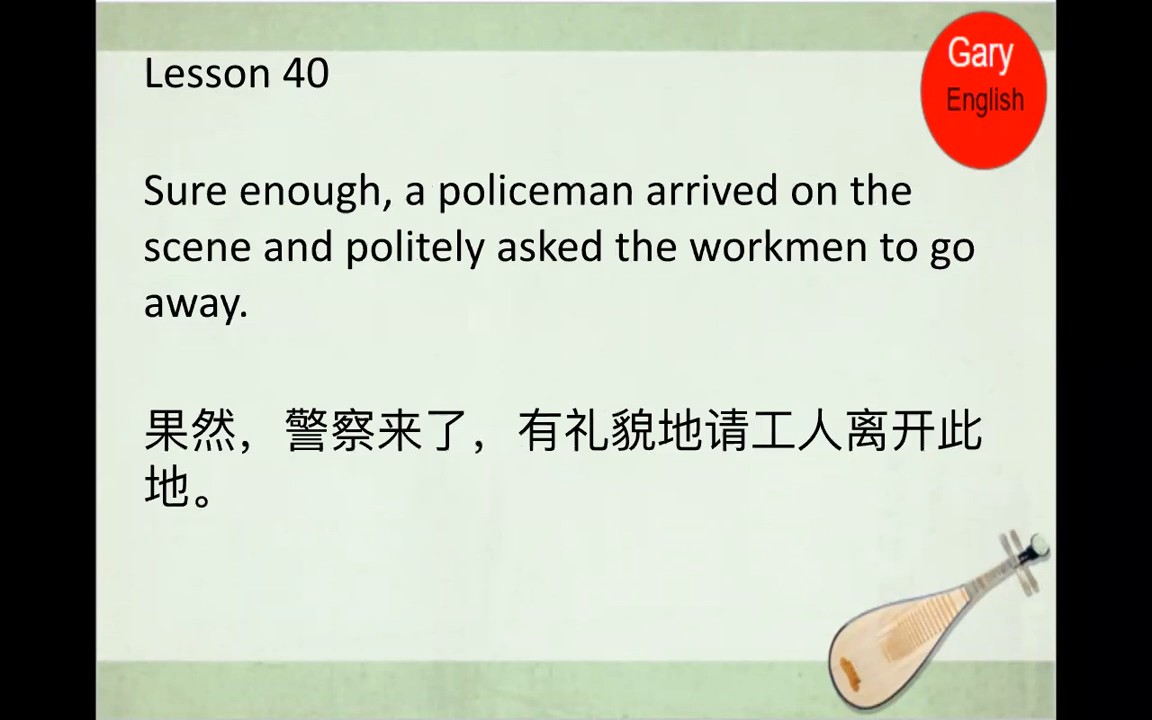 Lesson 40
Gary
English
Sure enough, a policeman arrived on the
scene and politely asked the workmen to go
away.
果然，警察来了，有礼貌地请工人离开此
地。